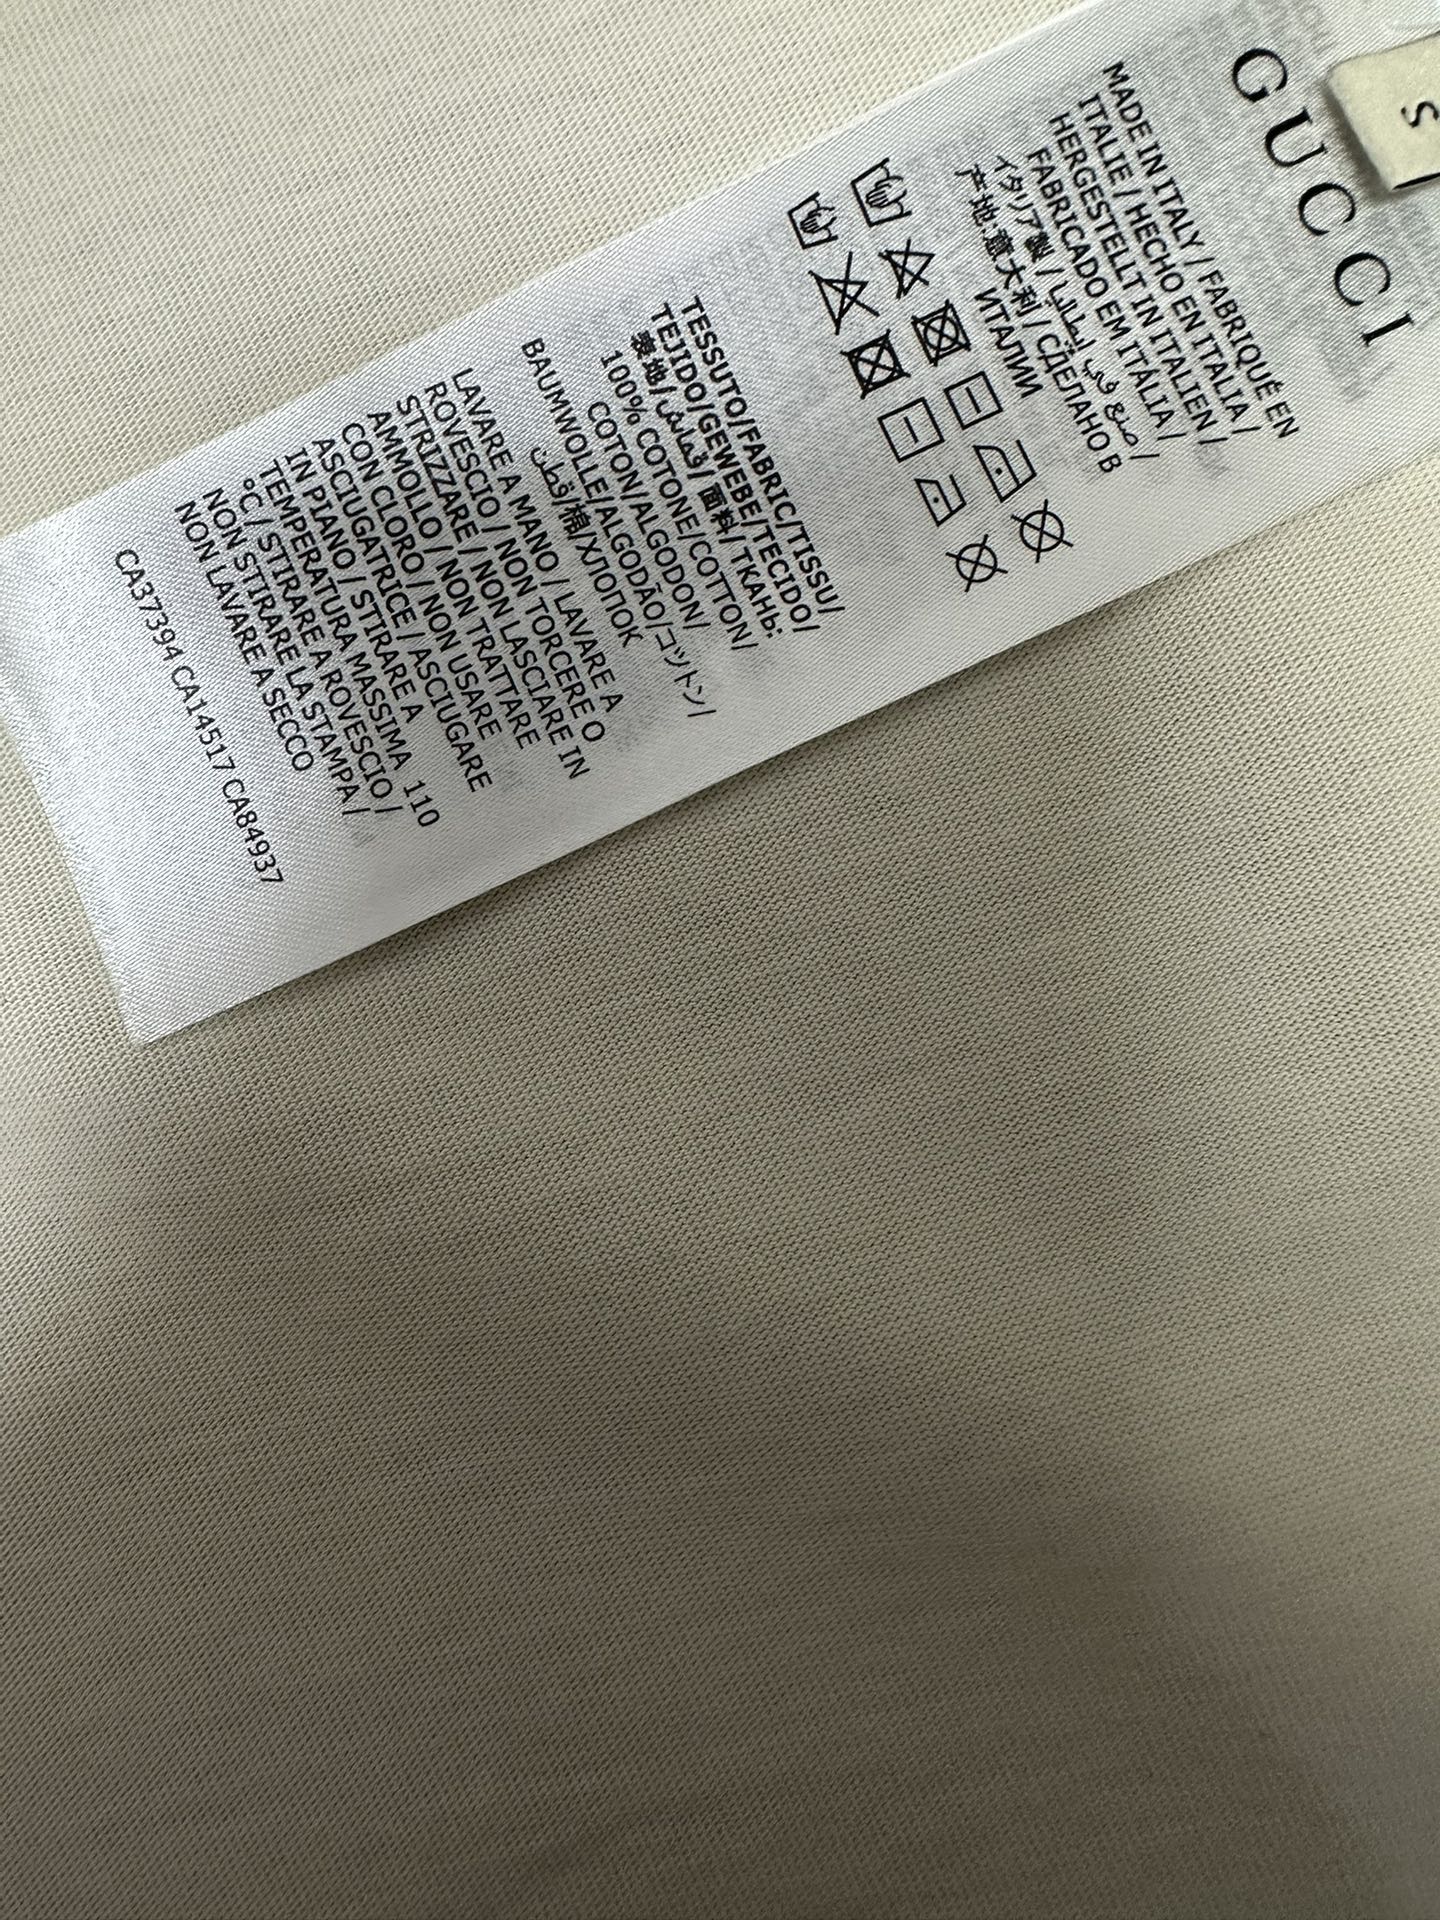 S
GUCCI
MADE IN ITALY / FABRIQUÉ EN
ITALIE / HECHO EN ITALIA /
HERGESTELLT IN ITALIEN /
FABRICADO EM ITÁLIA /
イタリア製 / صنع في إيطاليا /
产地:意大利 / СДЕЛАНО В
ИТАЛИИ
TESSUTO/FABRIC/TISSU/
TEJIDO/GEWEBE/TECIDO/
表地/قماش/面料/ТКАНЬ:
100% COTONE/COTTON/
COTON/ALGODON/
BAUMWOLLE/ALGODÃO/コットン/
قطن/棉/ХЛОПОК
LAVARE A MANO / LAVARE A
ROVESCIO / NON TORCERE O
STRIZZARE / NON LASCIARE IN
AMMOLLO / NON TRATTARE
CON CLORO / NON USARE
ASCIUGATRICE / ASCIUGARE
IN PIANO / STIRARE A
TEMPERATURA MASSIMA 110
°C / STIRARE A ROVESCIO /
NON STIRARE LA STAMPA /
NON LAVARE A SECCO
CA37394 CA14517 CA84937